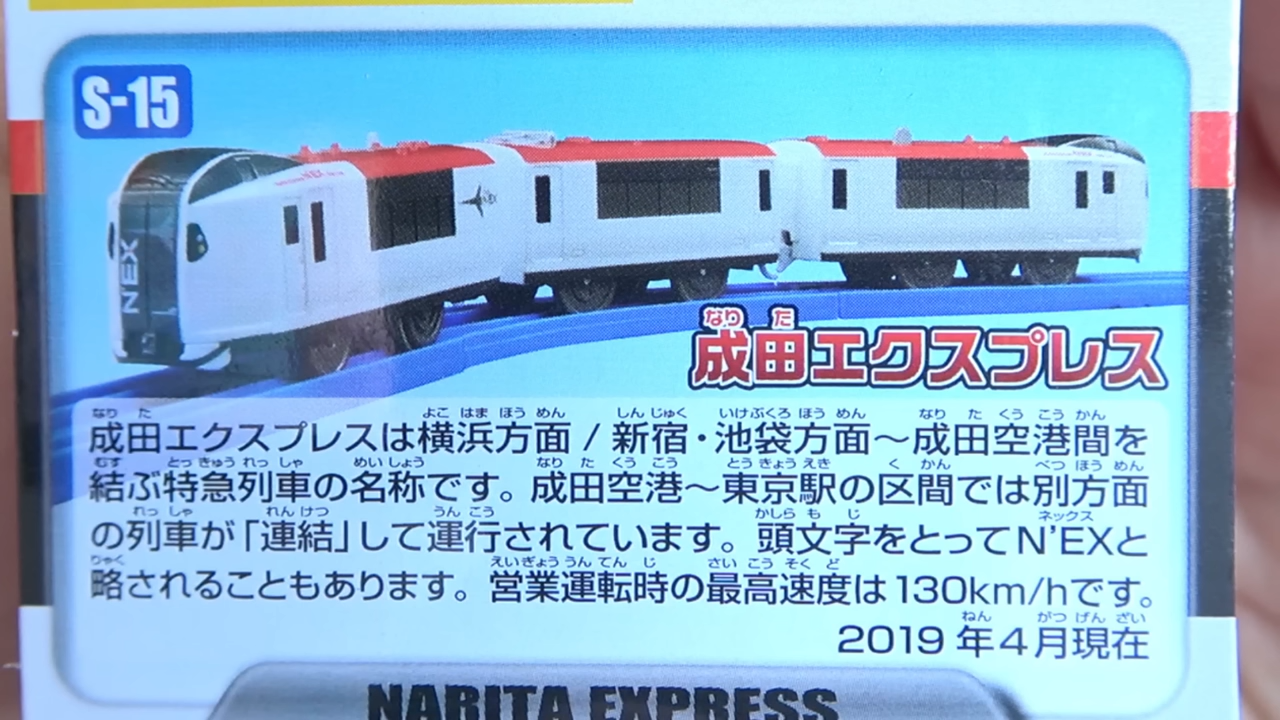 S-15
NEX
成田エクスプレス
成田エクスプレスは横浜方面/新宿・池袋方面〜成田空港間を
結ぶ特急列車の名称です。成田空港〜東京駅の区間では別方面
の列車が「連結」して運行されています。頭文字をとってN'EXと
略されることもあります。営業運転時の最高速度は130km/hです。
2019年4月現在
NARITA EXPRESS